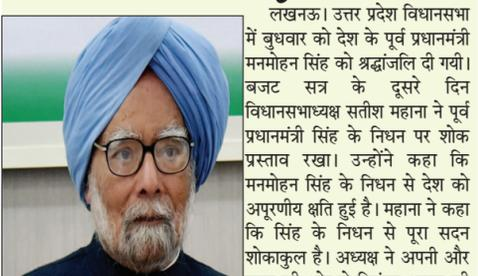 लखनऊ। उत्तर प्रदेश विधानसभा
में बुधवार को देश के पूर्व प्रधानमंत्री
मनमोहन सिंह को श्रद्धांजलि दी गयी।
बजट सत्र के दूसरे दिन
विधानसभाध्यक्ष सतीश महाना ने पूर्व
प्रधानमंत्री सिंह के निधन पर शोक
प्रस्ताव रखा। उन्होंने कहा कि
मनमोहन सिंह के निधन से देश को
अपूरणीय क्षति हुई है। महाना ने कहा
कि सिंह के निधन से पूरा सदन
शोकाकुल है। अध्यक्ष ने अपनी और